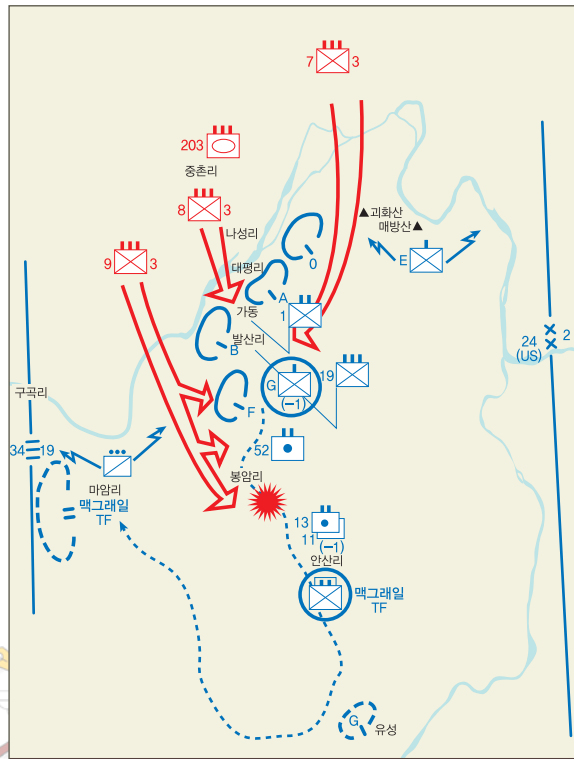 7 3
203
중촌리
8 3
나성리
▲괴화산
매방산▲
9 3
대평리
O
E
A
가동
1
발산리
B
24
(US)
2
G
(-1)
19
구곡리
F
52
34 19
봉암리
마암리
맥그래일
TF
13
11 (-1)
안산리
맥그래일
TF
G
유성